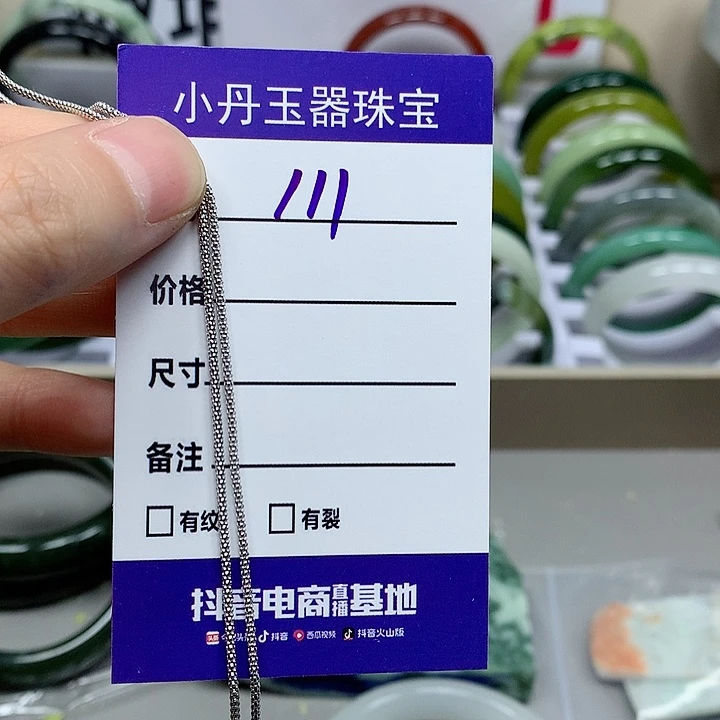 小丹玉器珠宝
111
价格
尺寸
备注
有纹 有裂
抖音电商直播基地
抖音 西瓜视频 抖音火山版